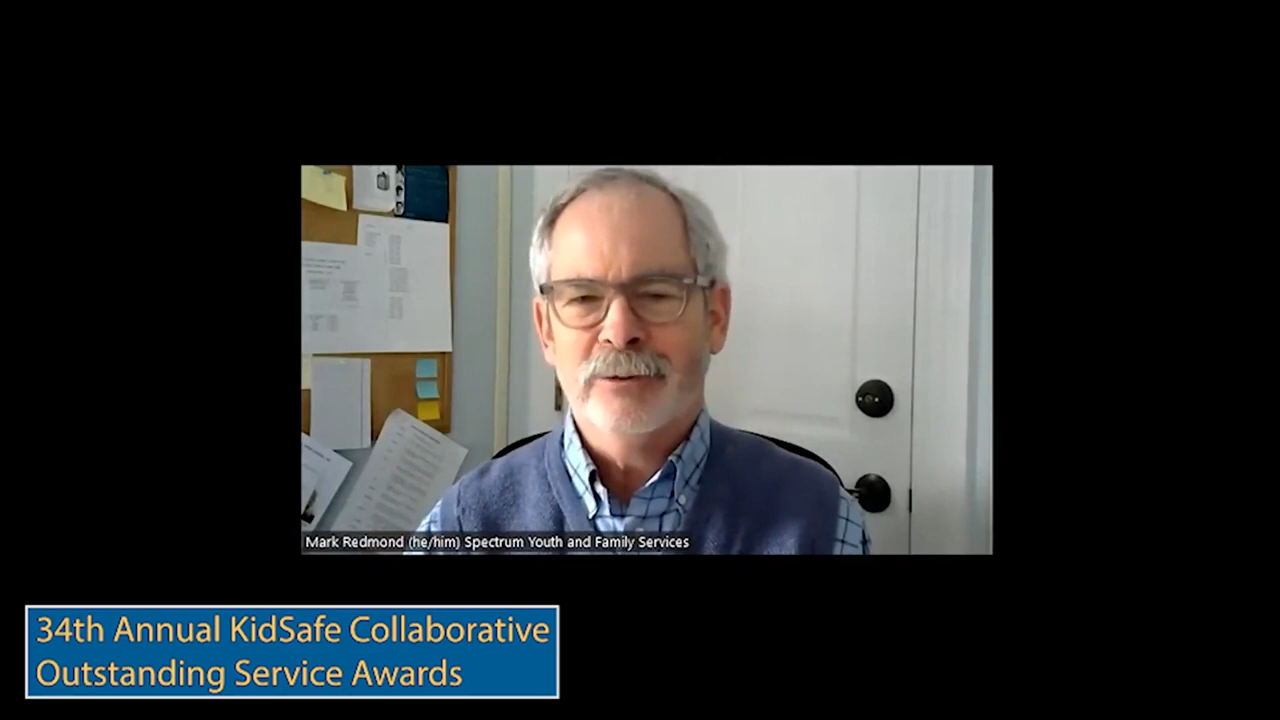 Mark Redmond (he/him) Spectrum Youth and Family Services
34th Annual KidSafe Collaborative
Outstanding Service Awards